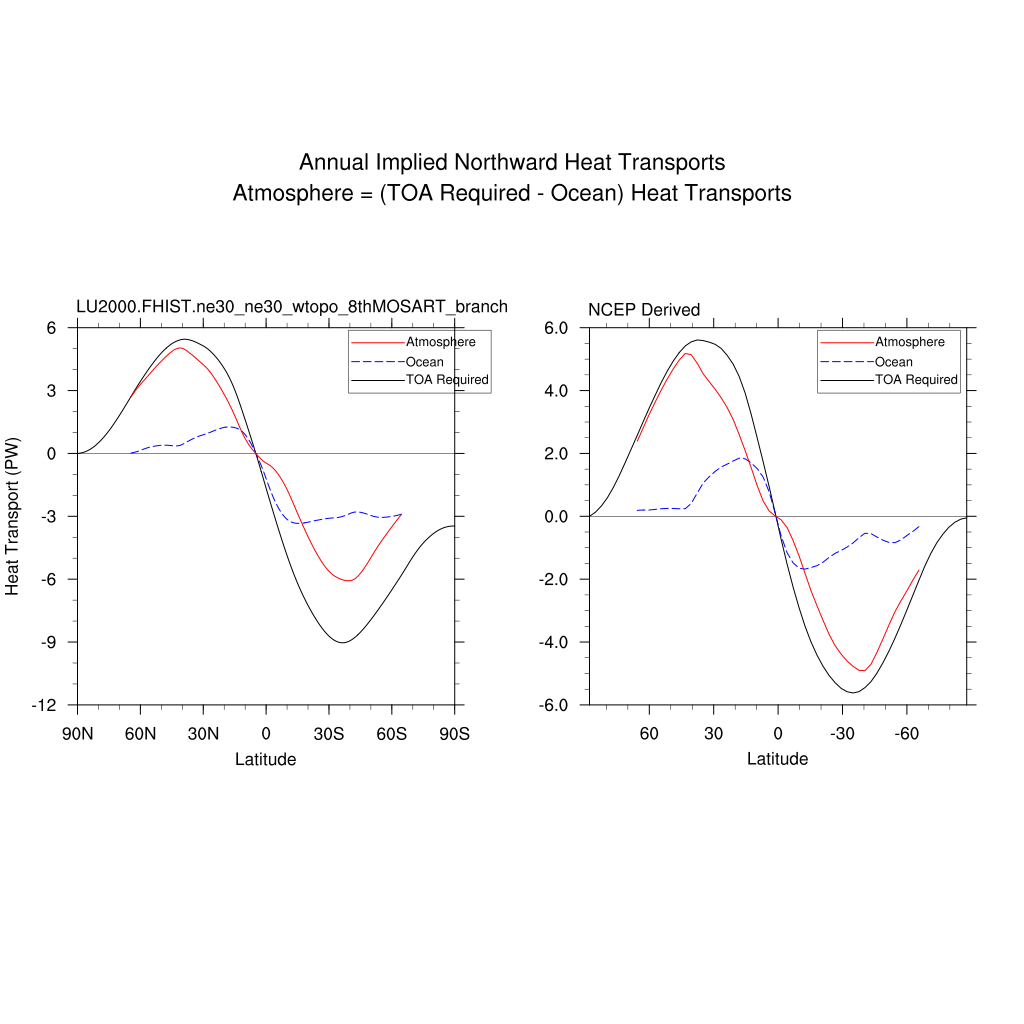 Annual Implied Northward Heat Transports
Atmosphere = (TOA Required - Ocean) Heat Transports
LU2000.FHIST.ne30_ne30_wtopo_8thMOSART_branch
6
3
0
-3
-6
-9
-12
Heat Transport (PW)
90N 60N 30N 0 30S 60S 90S
Latitude
Atmosphere
Ocean
TOA Required
NCEP Derived
6.0
4.0
2.0
0.0
-2.0
-4.0
-6.0
60 30 0 -30 -60
Latitude
Atmosphere
Ocean
TOA Required